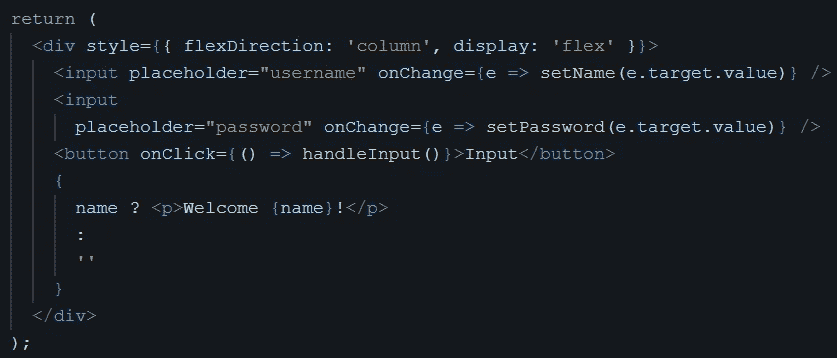 return (
<div style={{ flexDirection: 'column', display: 'flex' }}>
<input placeholder="username" onChange={e => setName(e.target.value)} />
<input
placeholder="password" onChange={e => setPassword(e.target.value)} />
<button onClick={() => handleInput()}>Input</button>
{
name ? <p>Welcome {name}!</p>
:
''
}
</div>
);